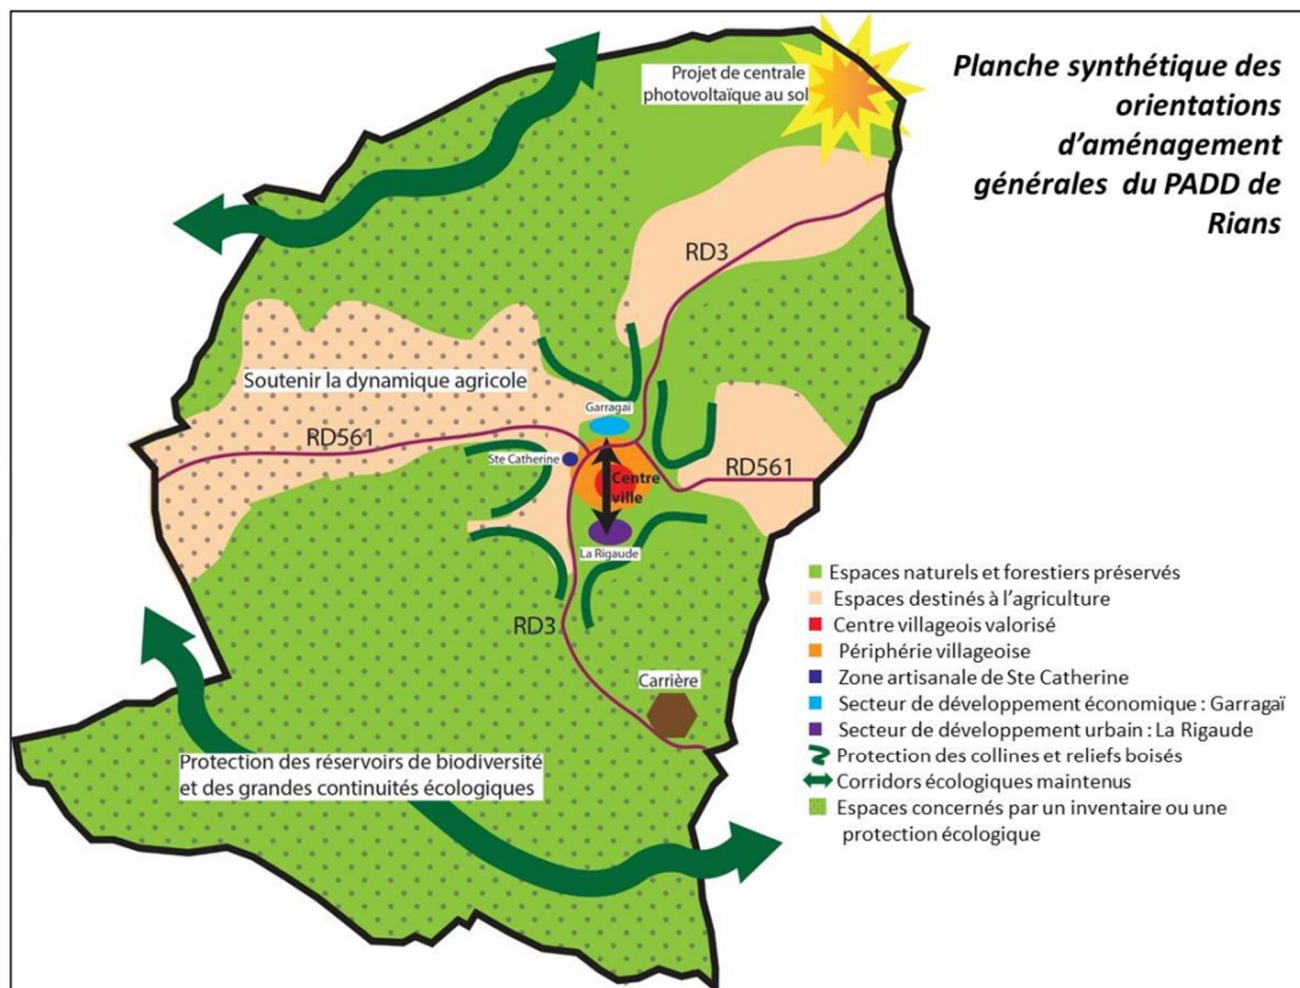 Planche synthétique des
orientations
d’aménagement
générales du PADD de
Rians
Projet de centrale
photovoltaïque au sol
RD3
Soutenir la dynamique agricole
Garragaï
RD561
Ste Catherine
Centre
ville
RD561
La Rigaude
RD3
Carrière
Protection des réservoirs de biodiversité
et des grandes continuités écologiques
Espaces naturels et forestiers préservés
Espaces destinés à l’agriculture
Centre villageois valorisé
Périphérie villageoise
Zone artisanale de Ste Catherine
Secteur de développement économique : Garragaï
Secteur de développement urbain : La Rigaude
Protection des collines et reliefs boisés
Corridors écologiques maintenus
Espaces concernés par un inventaire ou une
protection écologique